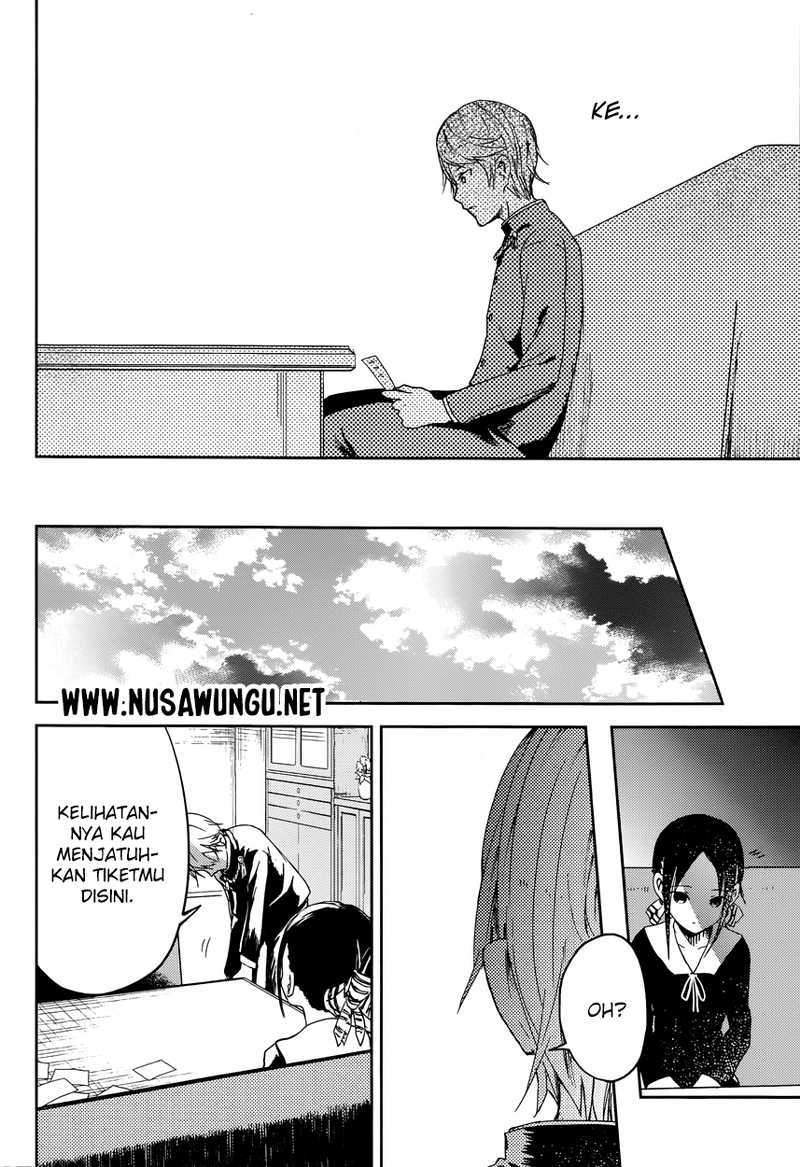 KE...
WWW.NUSAWUNGU.NET
OH?
KELIHATAN-
NYA KAU
MENJATUH-
KAN TIKETMU
DISINI.